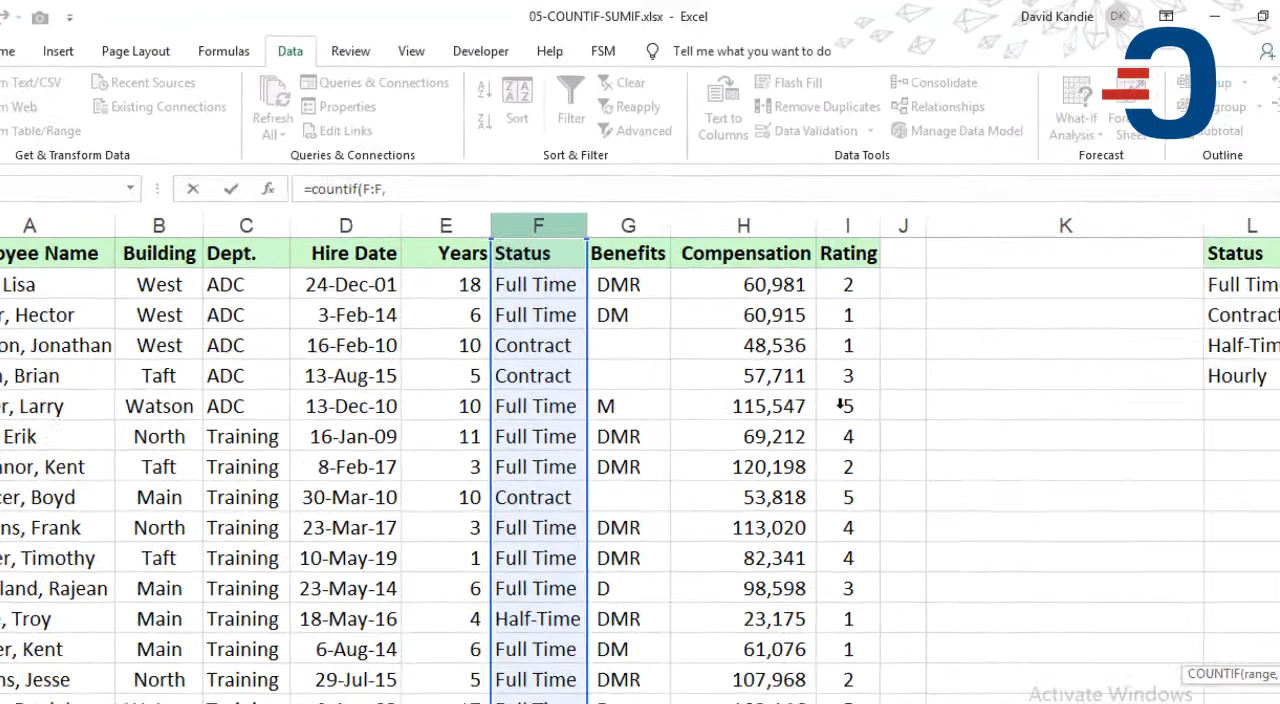 05-COUNTIF-SUMIF.xlsx - Excel
David Kandie DK
me Insert Page Layout Formulas Data Review View Developer Help FSM Tell me what you want to do
m Text/CSV Recent Sources
m Web Existing Connections
m Table/Range
Get & Transform Data
Refresh All
Queries & Connections
Properties
Edit Links
Queries & Connections
Sort
Filter
Clear
Reapply
Advanced
Sort & Filter
Text to Columns
Flash Fill
Remove Duplicates
Data Validation
Consolidate
Relationships
Manage Data Model
Data Tools
What-If Analysis
Forecast
Outline
=countif(F:F,
A B C D E F G H I J K L
oyee Name Building Dept. Hire Date Years Status Benefits Compensation Rating Status
Lisa West ADC 24-Dec-01 18 Full Time DMR 60,981 2 Full Tim
r, Hector West ADC 3-Feb-14 6 Full Time DM 60,915 1 Contrac
on, Jonathan West ADC 16-Feb-10 10 Contract 48,536 1 Half-Tim
n, Brian Taft ADC 13-Aug-15 5 Contract 57,711 3 Hourly
r, Larry Watson ADC 13-Dec-10 10 Full Time M 115,547 5
Erik North Training 16-Jan-09 11 Full Time DMR 69,212 4
nnor, Kent Taft Training 8-Feb-17 3 Full Time DMR 120,198 2
cer, Boyd Main Training 30-Mar-10 10 Contract 53,818 5
ns, Frank North Training 23-Mar-17 3 Full Time DMR 113,020 4
er, Timothy Taft Training 10-May-19 1 Full Time DMR 82,341 4
land, Rajean Main Training 23-May-14 6 Full Time D 98,598 3
e, Troy Main Training 18-May-16 4 Half-Time DMR 23,175 1
er, Kent Main Training 6-Aug-14 6 Full Time DM 61,076 1
ns, Jesse North Training 29-Jul-15 5 Full Time DMR 107,968 2
COUNTIF(range,
Activate Windows